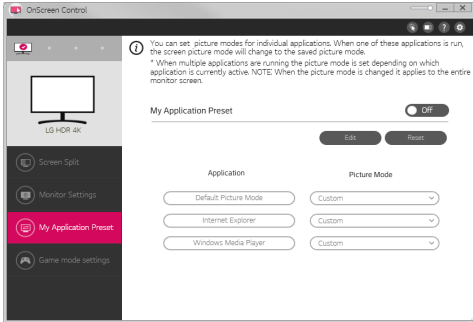 OnScreen Control
You can set picture modes for individual applications. When one of these applications is run,
the screen picture mode will change to the saved picture mode.
* When multiple applications are running the picture mode is set depending on which
application is currently active. NOTE: When the picture mode is changed it applies to the entire
monitor screen.
My Application Preset
Off
Edit
Reset
LG HDR 4K
Screen Split
Monitor Settings
My Application Preset
Game mode settings
Application
Picture Mode
Default Picture Mode
Custom
Internet Explorer
Custom
Windows Media Player
Custom